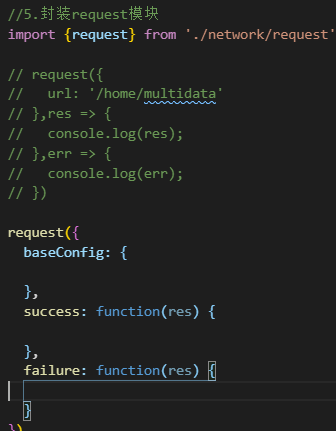 //5.封装request模块
import {request} from './network/request'

// request({
//   url: '/home/multidata'
// },res => {
//   console.log(res);
// },err => {
//   console.log(err);
// })

request({
  baseConfig: {

  },
  success: function(res) {

  },
  failure: function(res) {

  }
})